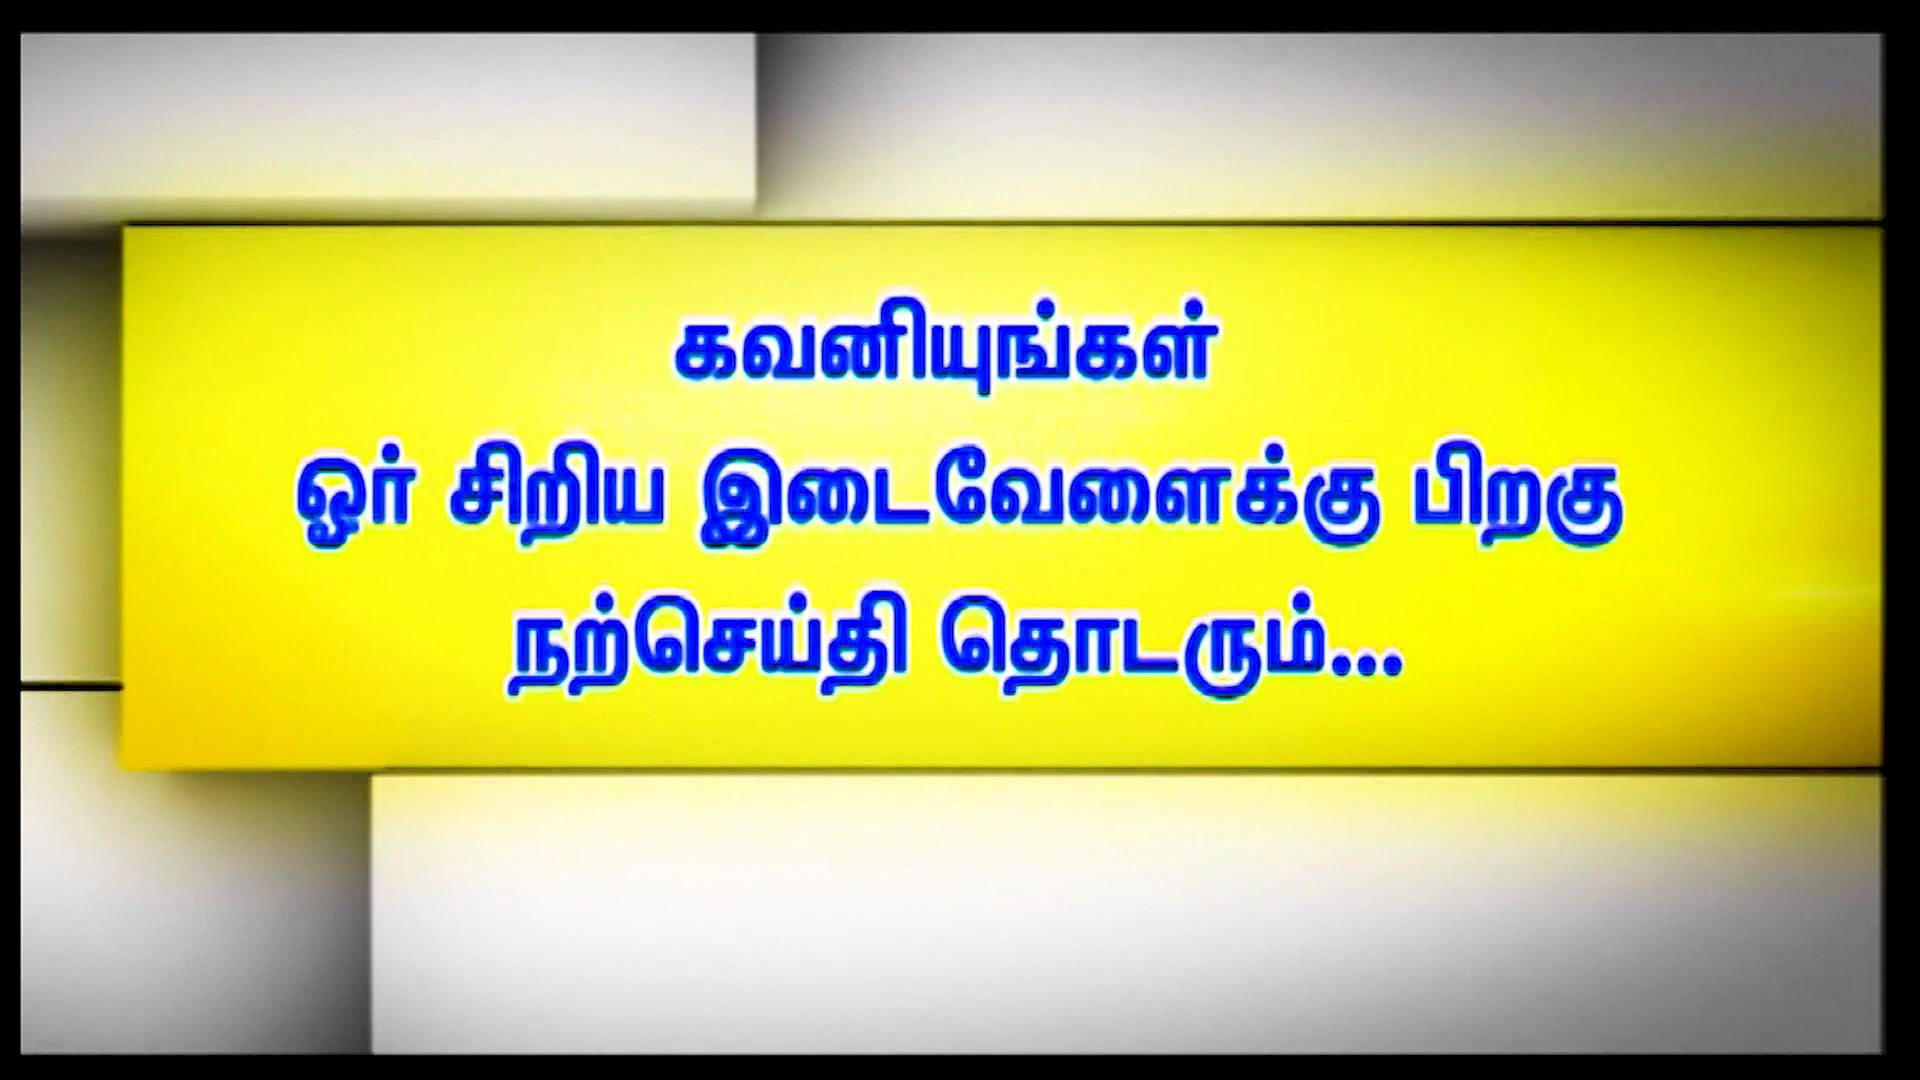 கவனியுங்கள்
ஓர் சிறிய இடைவேளைக்கு பிறகு
நற்செய்தி தொடரும்...